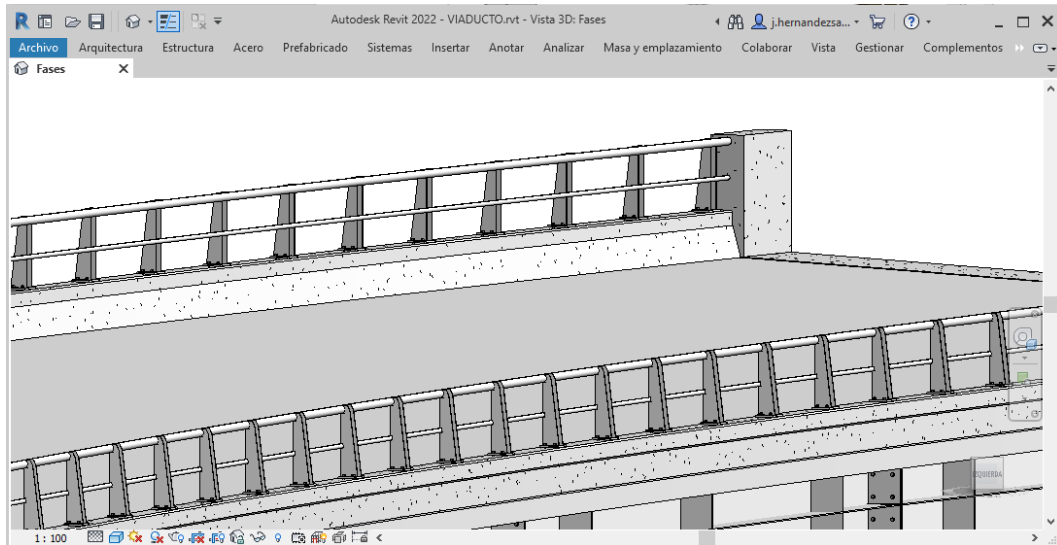 Autodesk Revit 2022 - VIADUCTO.rvt - Vista 3D: Fases
j.hernandezsa...
Archivo Arquitectura Estructura Acero Prefabricado Sistemas Insertar Anotar Analizar Masa y emplazamiento Colaborar Vista Gestionar Complementos
Fases
IZQUIERDA
1 : 100